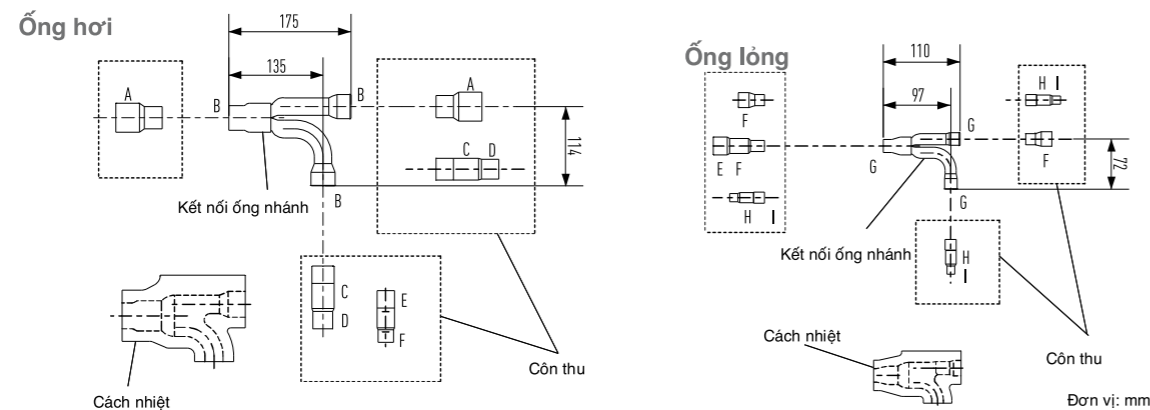 Ống hơi
175
135
A
B
B
A
C
D
114
B
Kết nối ống nhánh
C
D
E
F
Côn thu
Cách nhiệt
Ống lỏng
110
97
F
E F
H I
G
G
G
H I
F
72
Kết nối ống nhánh
H
I
Cách nhiệt
Côn thu
Đơn vị: mm